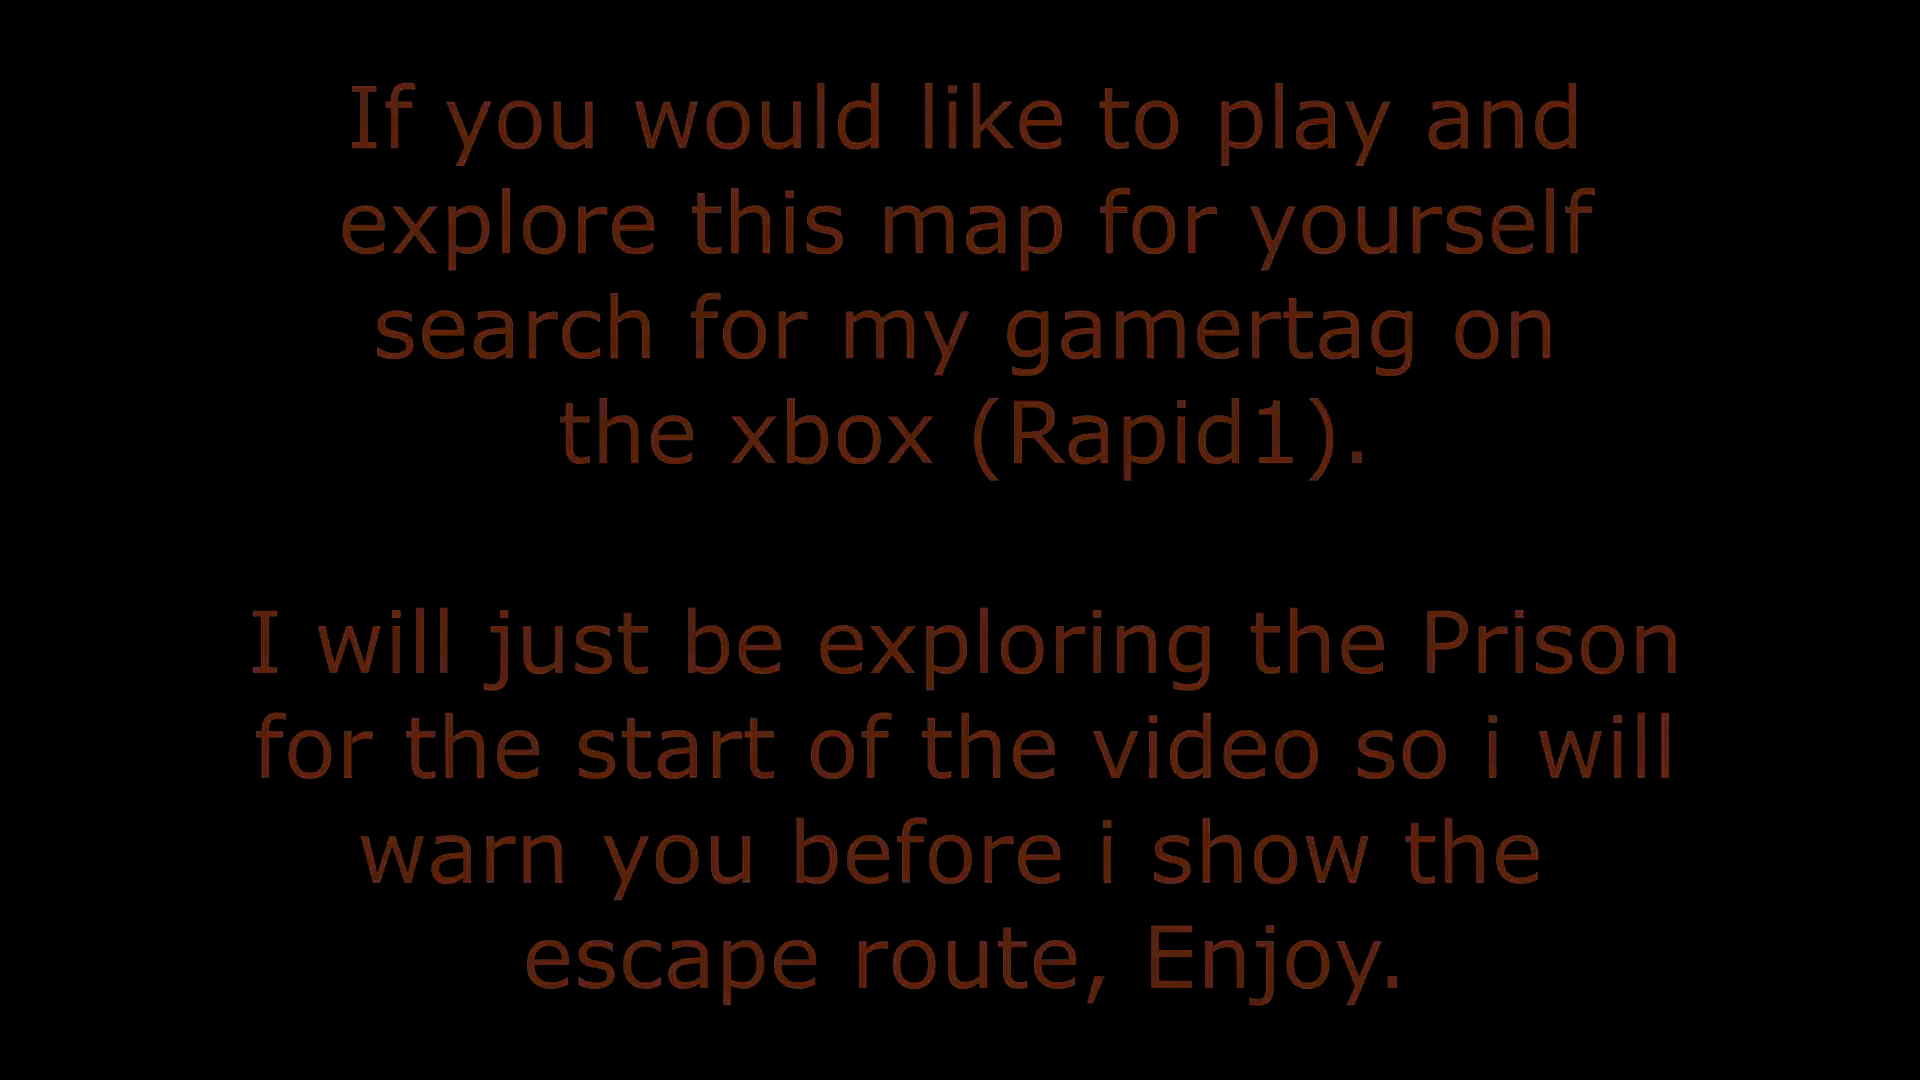 If you would like to play and
explore this map for yourself
search for my gamertag on
the xbox (Rapid1).
I will just be exploring the Prison
for the start of the video so i will
warn you before i show the
escape route, Enjoy.